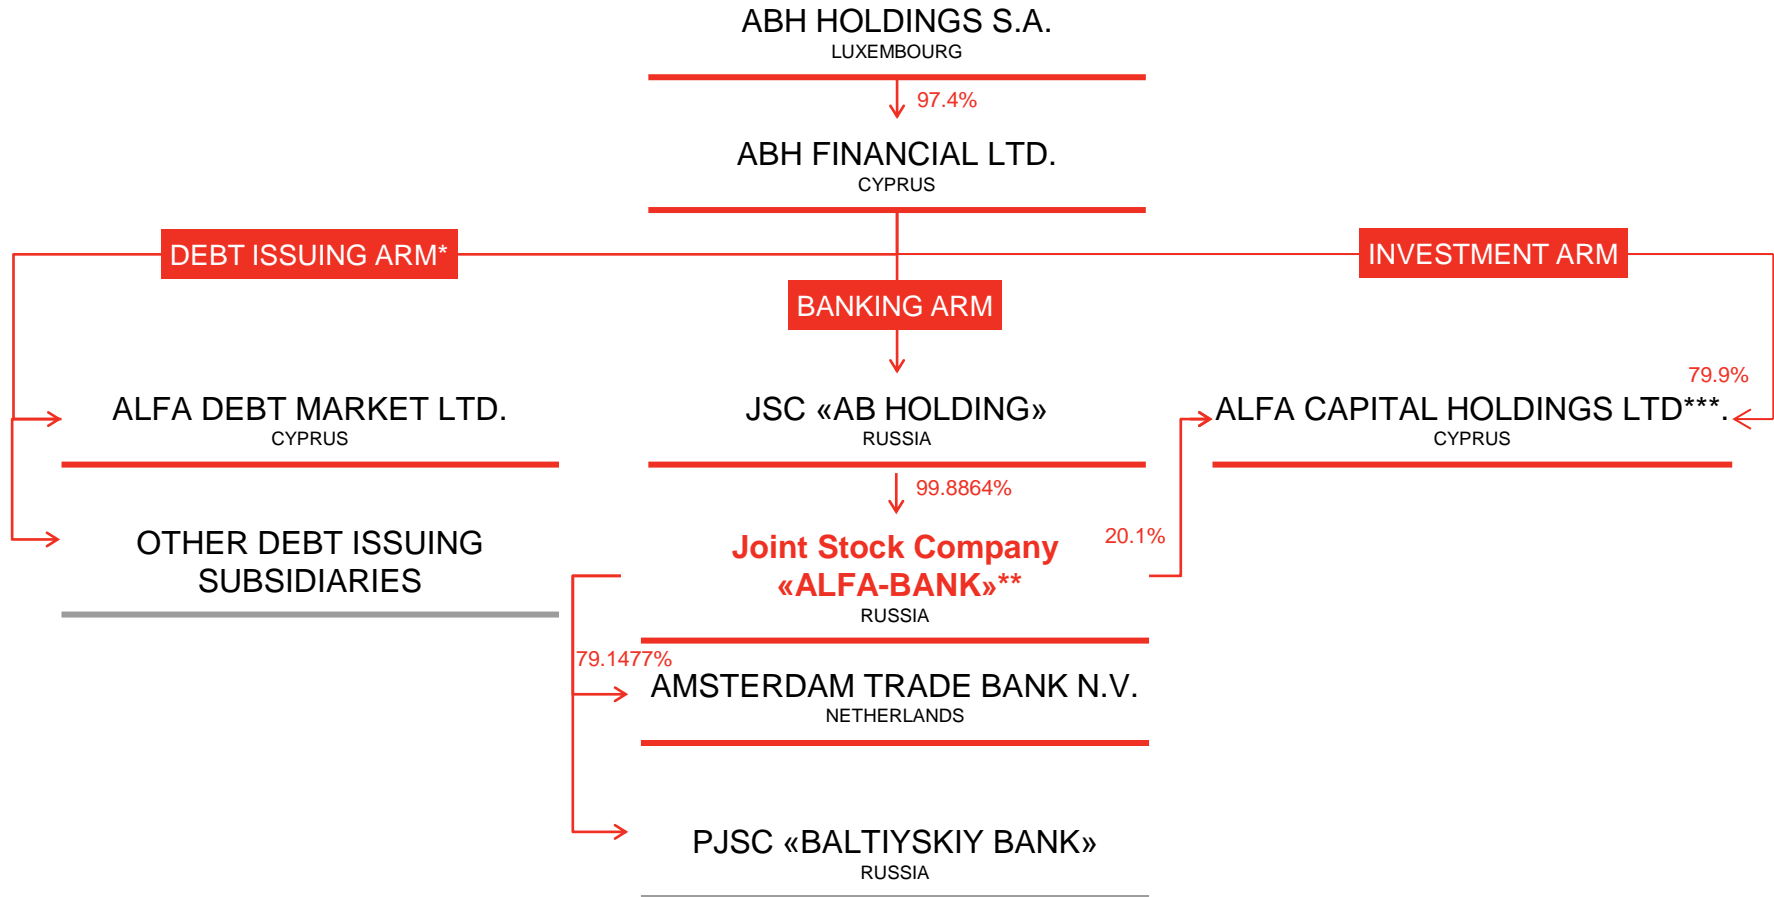 ABH HOLDINGS S.A.
LUXEMBOURG
97.4%
ABH FINANCIAL LTD.
CYPRUS
DEBT ISSUING ARM*
INVESTMENT ARM
BANKING ARM
79.9%
ALFA DEBT MARKET LTD.
CYPRUS
JSC «AB HOLDING»
RUSSIA
ALFA CAPITAL HOLDINGS LTD***.
CYPRUS
99.8864%
OTHER DEBT ISSUING
SUBSIDIARIES
Joint Stock Company
«ALFA-BANK»**
RUSSIA
20.1%
79.1477%
AMSTERDAM TRADE BANK N.V.
NETHERLANDS
PJSC «BALTIYSKIY BANK»
RUSSIA